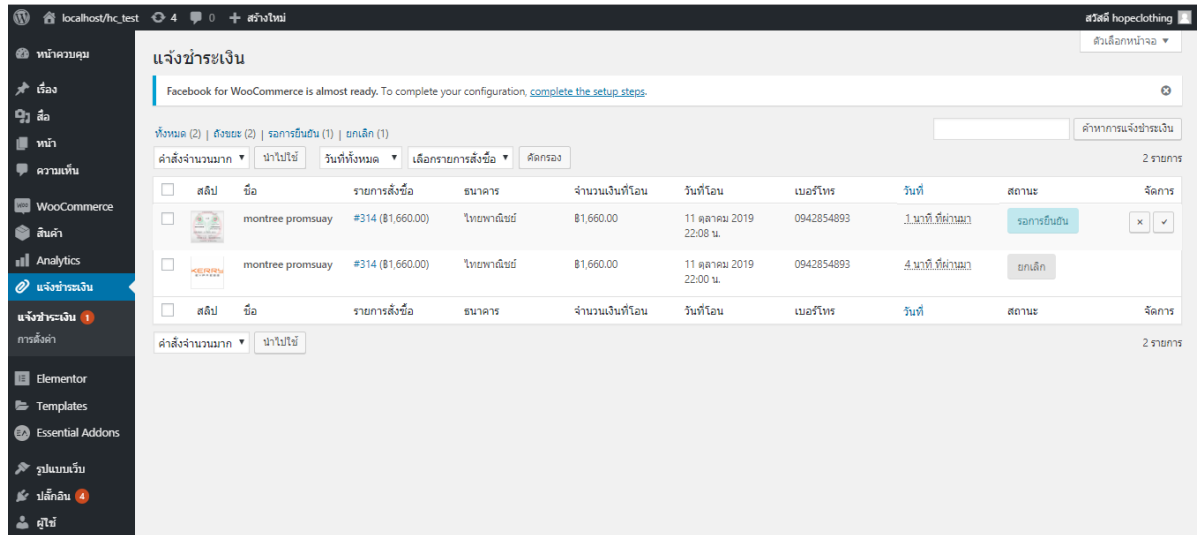 localhost/hc_test 4 0 + สร้างใหม่ สวัสดี hopeclothing
ตัวเลือกหน้าจอ
หน้าควบคุม
เรื่อง
สื่อ
หน้า
ความเห็น
WooCommerce
สินค้า
Analytics
แจ้งชำระเงิน
แจ้งชำระเงิน 1
การตั้งค่า
Elementor
Templates
Essential Addons
รูปแบบเว็บ
ปลั๊กอิน 4
ผู้ใช้
แจ้งชำระเงิน
Facebook for WooCommerce is almost ready. To complete your configuration, complete the setup steps.
ทั้งหมด (2) | ถังขยะ (2) | รอการยืนยัน (1) | ยกเลิก (1)
ค้าหาการแจ้งชำระเงิน
คำสั่งจำนวนมาก นำไปใช้ วันที่ทั้งหมด เลือกรายการสั่งซื้อ คัดกรอง 2 รายการ
สลิป ชื่อ รายการสั่งซื้อ ธนาคาร จำนวนเงินที่โอน วันที่โอน เบอร์โทร วันที่ สถานะ จัดการ
montree promsuay #314 (฿1,660.00) ไทยพาณิชย์ ฿1,660.00 11 ตุลาคม 2019 0942854893 1 นาที ที่ผ่านมา รอการยืนยัน
22:08 น.
KERRY montree promsuay #314 (฿1,660.00) ไทยพาณิชย์ ฿1,660.00 11 ตุลาคม 2019 0942854893 4 นาที ที่ผ่านมา ยกเลิก
22:00 น.
สลิป ชื่อ รายการสั่งซื้อ ธนาคาร จำนวนเงินที่โอน วันที่โอน เบอร์โทร วันที่ สถานะ จัดการ
คำสั่งจำนวนมาก นำไปใช้ 2 รายการ